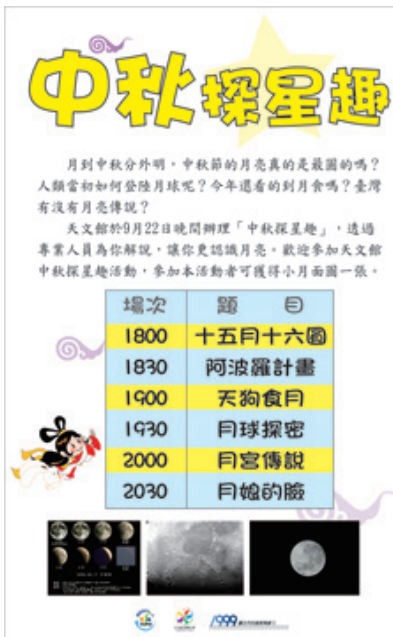 中秋探星趣
月到中秋分外明。中秋節的月亮真的是最圓的嗎?
人類當初如何登陸月球呢?今年還看的到月食嗎?臺灣
有沒有月亮傳說?
天文館於9月22日晚間辦理「中秋探星趣」,透過
專業人員為你解說,讓你更認識月亮。歡迎參加天文館
中秋探星趣活動,參加本活動者可獲得小月面圖一張。
場次 題目
1800 十五月十六圓
1830 阿波羅計畫
1900 天狗食月
1930 月球探密
2000 月宮傳說
2030 月娘的臉
1999